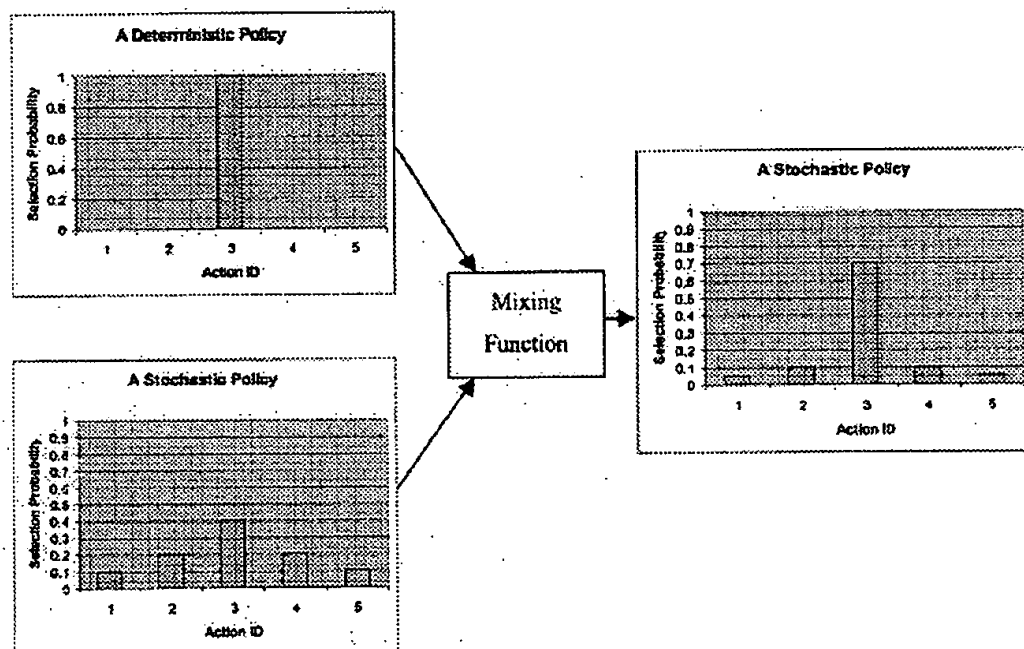 A Deterministic Policy
Selection Probability
1
0.8
0.6
0.4
0.2
0
1 2 3 4 5
Action ID
A Stochastic Policy
Selection Probability
1
0.9
0.8
0.7
0.6
0.5
0.4
0.3
0.2
0.1
0
1 2 3 4 5
Action ID
Mixing
Function
A Stochastic Policy
Selection Probability
1
0.9
0.8
0.7
0.6
0.5
0.4
0.3
0.2
0.1
0
1 2 3 4 5
Action ID